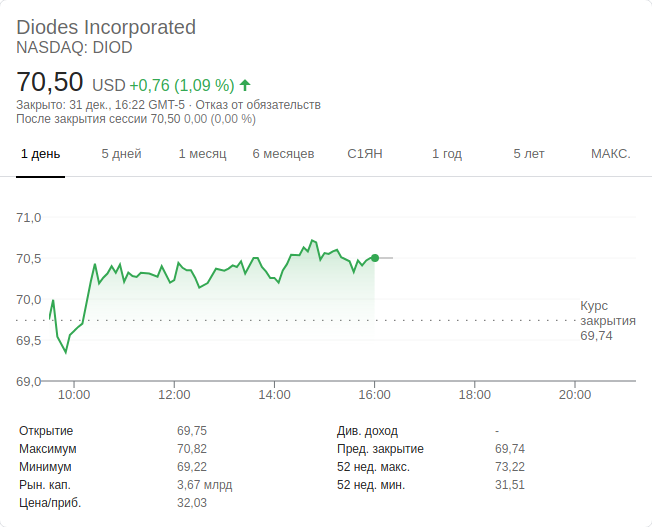 Diodes Incorporated
NASDAQ: DIOD
70,50 USD +0,76 (1,09 %) ↑
Закрыто: 31 дек., 16:22 GMT-5 · Отказ от обязательств
После закрытия сессии 70,50 0,00 (0,00 %)
1 день 5 дней 1 месяц 6 месяцев С1ЯН 1 год 5 лет МАКС.
71,0
70,5
70,0
69,5
69,0
Курс
закрытия
69,74
10:00 12:00 14:00 16:00 18:00 20:00
Открытие 69,75 Див. доход -
Максимум 70,82 Пред. закрытие 69,74
Минимум 69,22 52 нед. макс. 73,22
Рын. кап. 3,67 млрд 52 нед. мин. 31,51
Цена/приб. 32,03